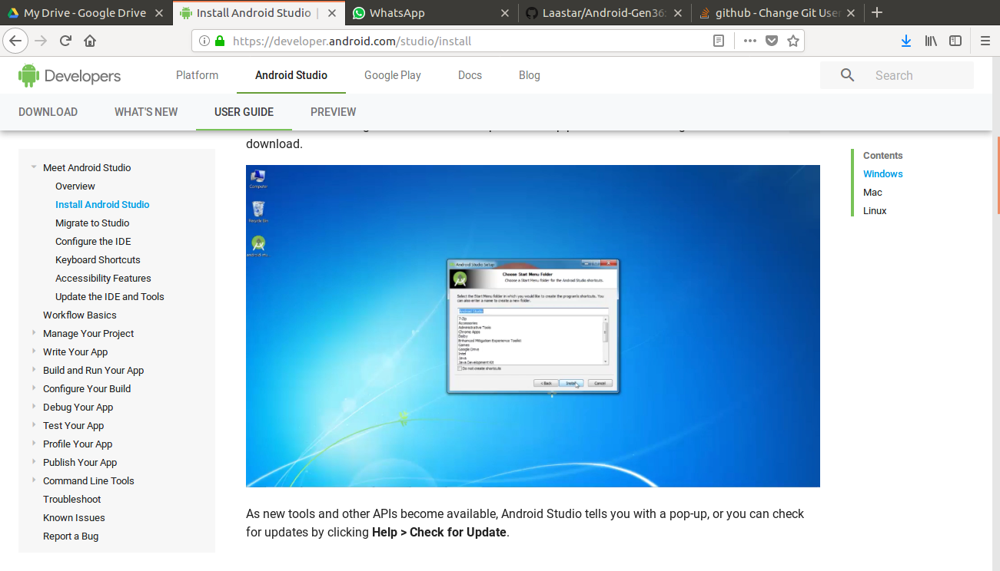 My Drive - Google Drive
Install Android Studio |
WhatsApp
Laastar/Android-Gen36
github - Change Git User
https://developer.android.com/studio/install
Developers
Platform
Android Studio
Google Play
Docs
Blog
Search
DOWNLOAD
WHAT'S NEW
USER GUIDE
PREVIEW
download.
Meet Android Studio
Overview
Install Android Studio
Migrate to Studio
Configure the IDE
Keyboard Shortcuts
Accessibility Features
Update the IDE and Tools
Workflow Basics
Manage Your Project
Write Your App
Build and Run Your App
Configure Your Build
Debug Your App
Test Your App
Profile Your App
Publish Your App
Command Line Tools
Troubleshoot
Known Issues
Report a Bug
Computer
Recycle Bin
android-stu...
Android Studio Setup
Choose Start Menu Folder
Choose a Start Menu folder for the Android Studio shortcuts.
Select the Start Menu folder in which you would like to create the program's shortcuts. You
can also enter a name to create a new folder.
Android Studio
7-Zip
Accessories
Administrative Tools
Chrome Apps
Dolby
Enhanced Mitigation Experience Toolkit
Games
Google Drive
Intel
Java
Java Development Kit
Do not create shortcuts
< Back
Install
Cancel
As new tools and other APIs become available, Android Studio tells you with a pop-up, or you can check
for updates by clicking Help > Check for Update.
Contents
Windows
Mac
Linux